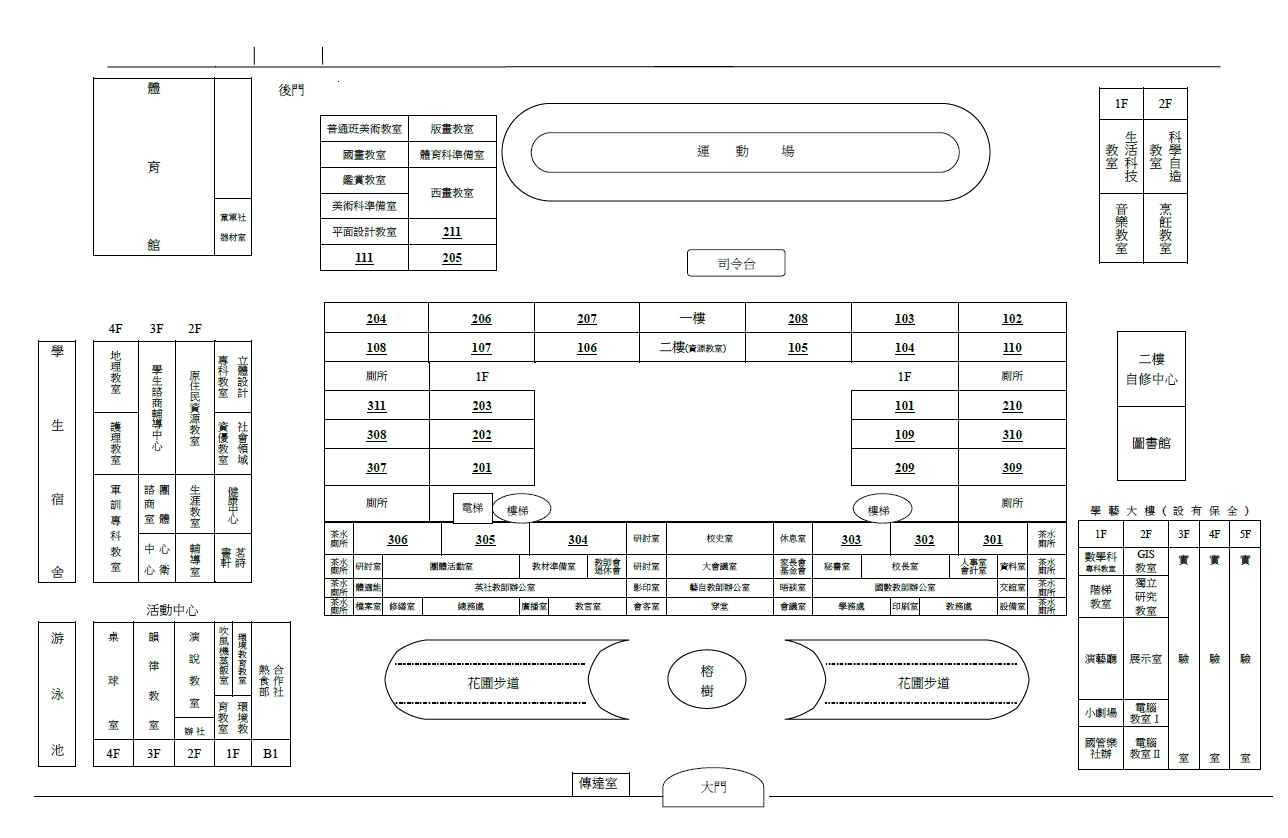 後門
體育館
童軍社
器材室
普通班美術教室 版畫教室
國畫教室 體育科準備室
鑑賞教室 西畫教室
美術科準備室
平面設計教室 211
111 205
運動場
司令台
1F 2F
生活科技教室 科學自造教室
音樂教室 烹飪教室
204 206 207 一樓 208 103 102
108 107 106 二樓(資源教室) 105 104 110
廁所 1F 1F 廁所
311 203 101 210
308 202 109 310
307 201 209 309
廁所 電梯 樓梯 樓梯 廁所
茶水廁所 306 305 304 研討室 校史室 休息室 303 302 301 茶水廁所
茶水廁所 研討室 團體活動室 教材準備室 教師會退休會 研討室 大會議室 家長會基金會 秘書室 校長室 人事室會計室 資料室 茶水廁所
茶水廁所 體適能 英社教師辦公室 影印室 藝自教師辦公室 晤談室 國數教師辦公室 交誼室 茶水廁所
茶水廁所 檔案室 修繕室 總務處 廣播室 教官室 會客室 穿堂 會議室 學務處 印刷室 教務處 設備室 茶水廁所
學生宿舍
4F 3F 2F
地理教室 學生諮商輔導中心 原住民資源教室 立體設計專科教室
護理教室 社會領域資優教室
軍訓專科教室 團體諮商室 生涯教室 健康中心
心衛中心 輔導室 茗詩書軒
活動中心
游泳池
桌球室 韻律教室 演說教室 吹風機蒸飯室 環境教育教室 合作社熱食部
社辦 環境教育教室
4F 3F 2F 1F B1
二樓
自修中心
圖書館
學藝大樓(設有保全)
1F 2F 3F 4F 5F
數學科專科教室 GIS教室 實驗室 實驗室 實驗室
階梯教室 獨立研究教室
演藝廳 展示室
小劇場 電腦教室Ⅰ
國管樂社辦 電腦教室Ⅱ
花圃步道 榕樹 花圃步道
傳達室 大門